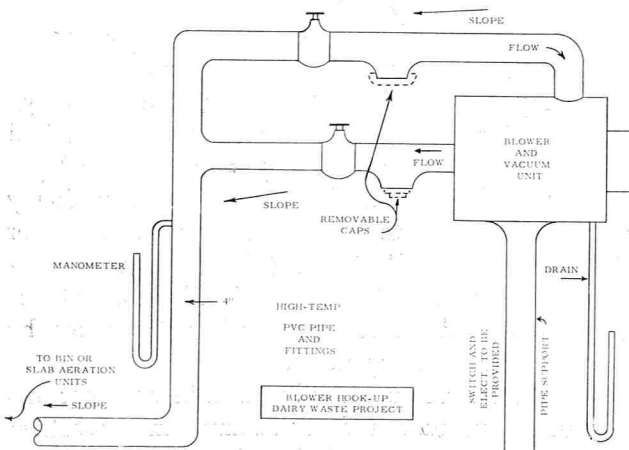 SLOPE
FLOW
BLOWER
AND
VACUUM
UNIT
FLOW
SLOPE
REMOVABLE
CAPS
MANOMETER
4"
DRAIN
HIGH-TEMP
PVC PIPE
AND
FITTINGS
TO BIN OR
SLAB AERATION
UNITS
SLOPE
SWITCH AND
ELECT. TO BE
PROVIDED
PIPE SUPPORT
BLOWER HOOK-UP
DAIRY WASTE PROJECT